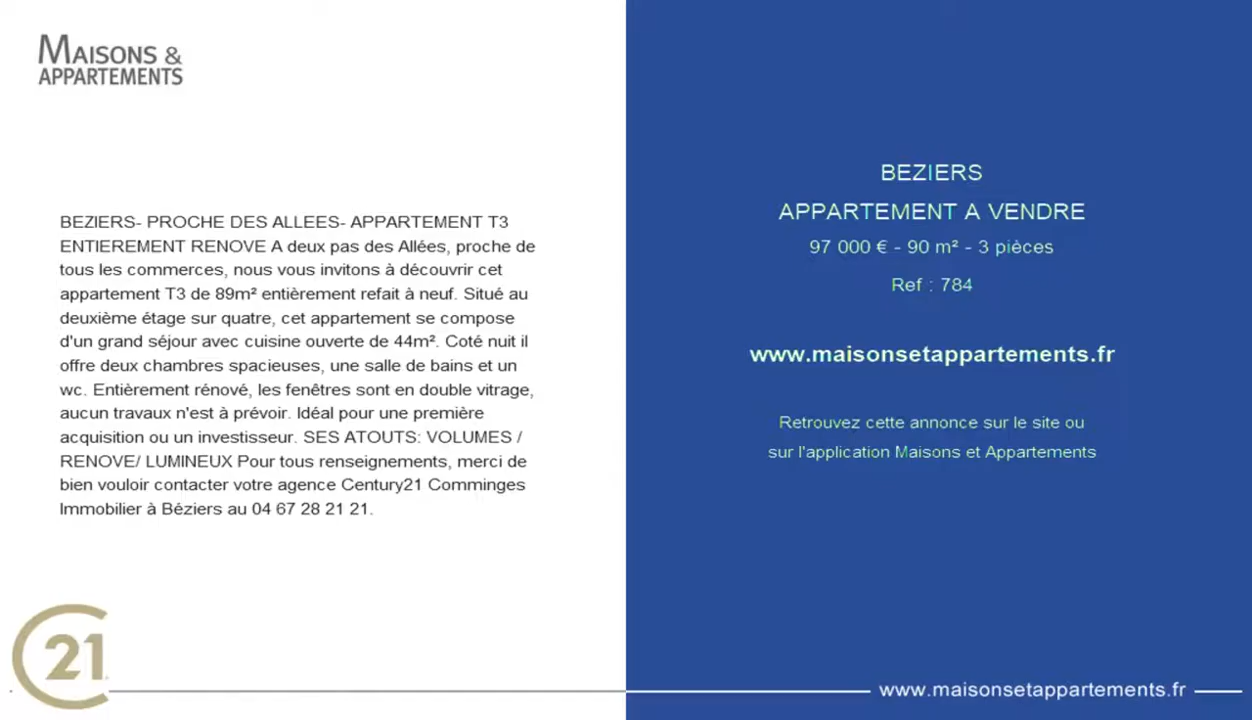 MAISONS &
APPARTEMENTS
BEZIERS- PROCHE DES ALLEES- APPARTEMENT T3
ENTIEREMENT RENOVE A deux pas des Allées, proche de
tous les commerces, nous vous invitons à découvrir cet
appartement T3 de 89m² entièrement refait à neuf. Situé au
deuxième étage sur quatre, cet appartement se compose
d'un grand séjour avec cuisine ouverte de 44m². Coté nuit il
offre deux chambres spacieuses, une salle de bains et un
wc. Entièrement rénové, les fenêtres sont en double vitrage,
aucun travaux n'est à prévoir. Idéal pour une première
acquisition ou un investisseur. SES ATOUTS: VOLUMES /
RENOVE/ LUMINEUX Pour tous renseignements, merci de
bien vouloir contacter votre agence Century21 Comminges
Immobilier à Béziers au 04 67 28 21 21.
C21
BEZIERS
APPARTEMENT A VENDRE
97 000 € - 90 m² - 3 pièces
Ref : 784
www.maisonsetappartements.fr
Retrouvez cette annonce sur le site ou
sur l'application Maisons et Appartements
www.maisonsetappartements.fr